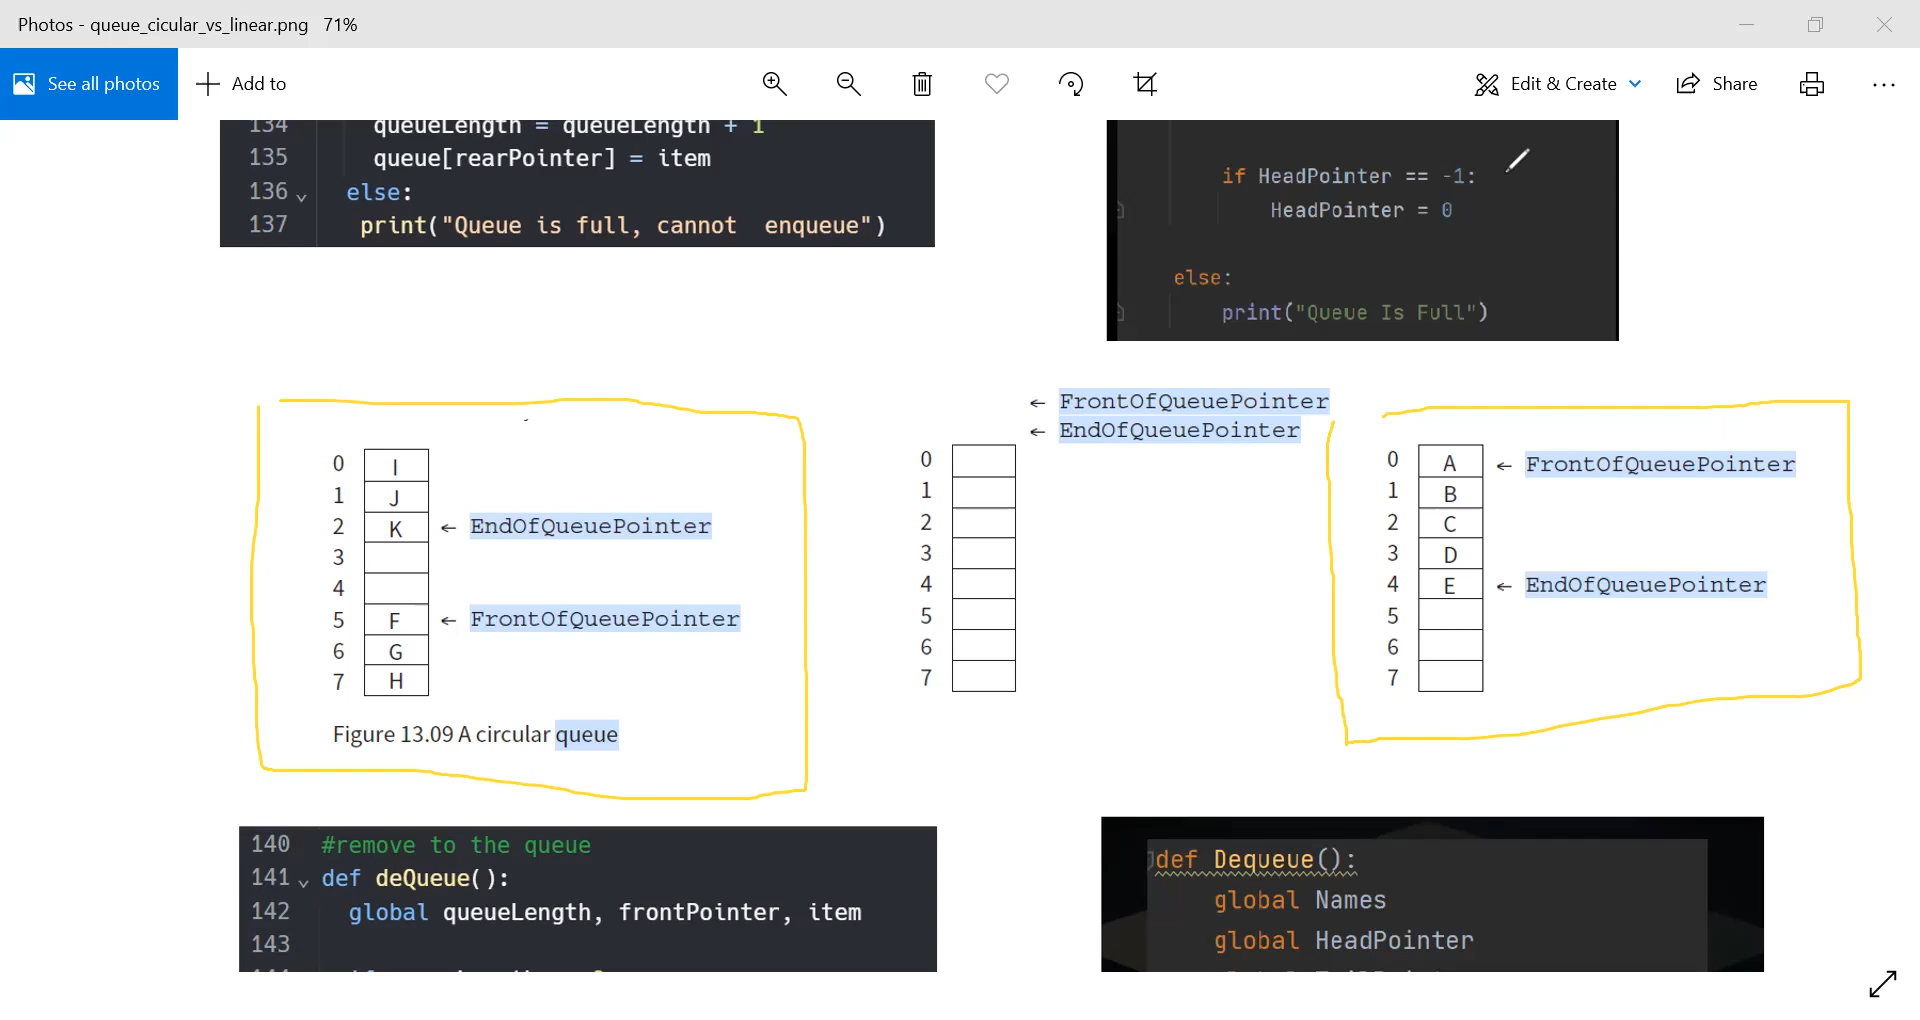 Photos - queue_cicular_vs_linear.png 71%
See all photos
Add to
Edit & Create
Share
134 queueLength = queueLength + 1
135 queue[rearPointer] = item
136 else:
137 print("Queue is full, cannot  enqueue")
if HeadPointer == -1:
HeadPointer = 0
else:
print("Queue Is Full")
0 I
1 J
2 K ← EndOfQueuePointer
3
4
5 F ← FrontOfQueuePointer
6 G
7 H
Figure 13.09 A circular queue
← FrontOfQueuePointer
← EndOfQueuePointer
0
1
2
3
4
5
6
7
0 A ← FrontOfQueuePointer
1 B
2 C
3 D
4 E ← EndOfQueuePointer
5
6
7
140 #remove to the queue
141 def deQueue():
142 global queueLength, frontPointer, item
143
def Dequeue():
global Names
global HeadPointer